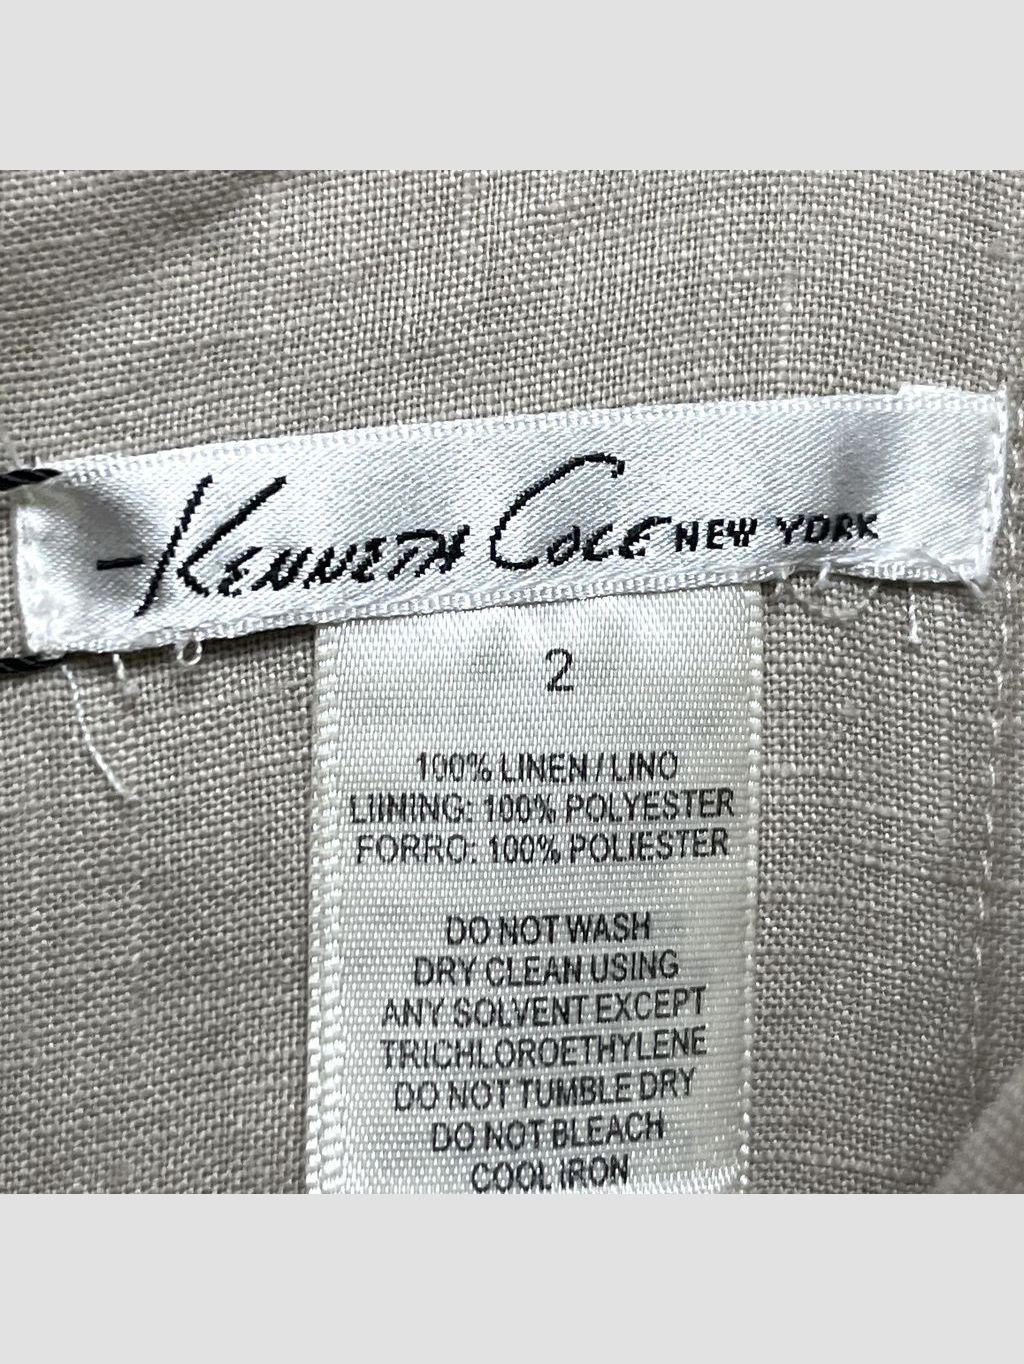 KENNETH COLE NEW YORK
2
100% LINEN / LINO
LIINING: 100% POLYESTER
FORRO: 100% POLIESTER
DO NOT WASH
DRY CLEAN USING
ANY SOLVENT EXCEPT
TRICHLOROETHYLENE
DO NOT TUMBLE DRY
DO NOT BLEACH
COOL IRON